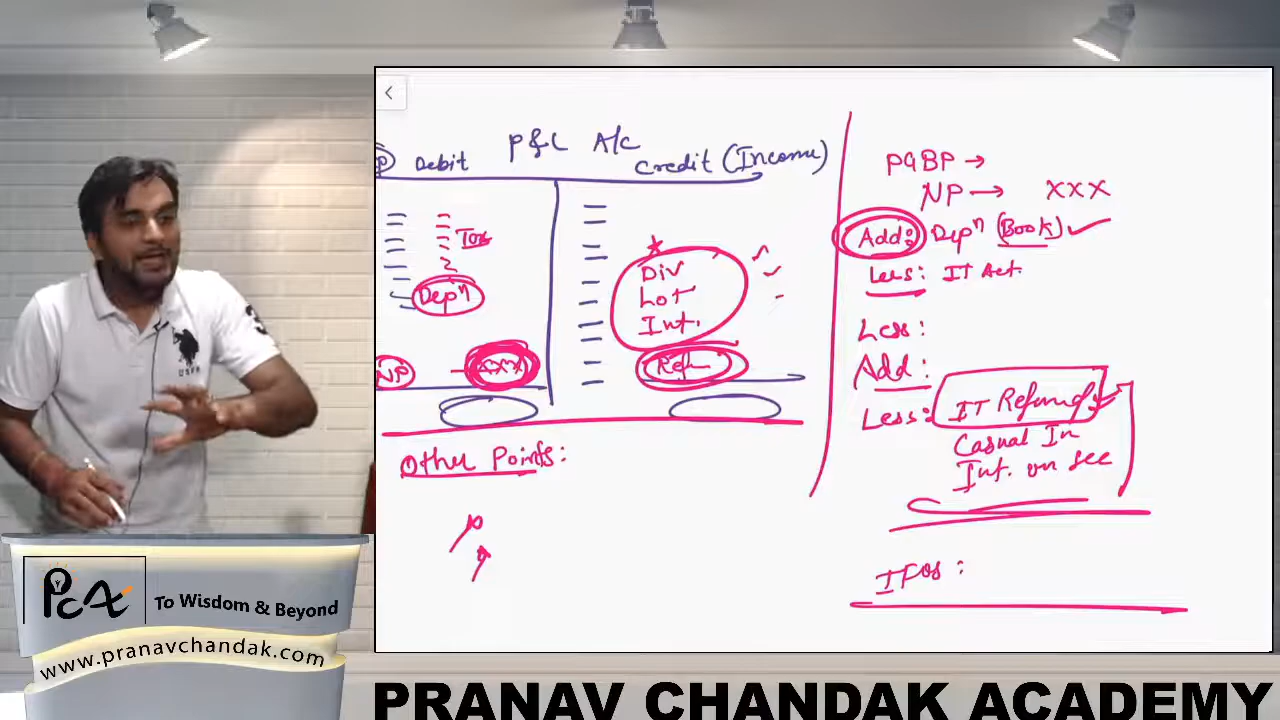 P&L A/c
Debit
Credit (Income)
Tax
Depⁿ
NP
xxx
Div
Lot
Int.
Other Points:
PGBP →
NP → XXX
Add: Depⁿ (Book) ✓
Less: IT Act.
Less:
Add:
Less: IT Refund
Casual In
Int. on sec
IFOS:
PCA
To Wisdom & Beyond
www.pranavchandak.com
PRANAV CHANDAK ACADEMY